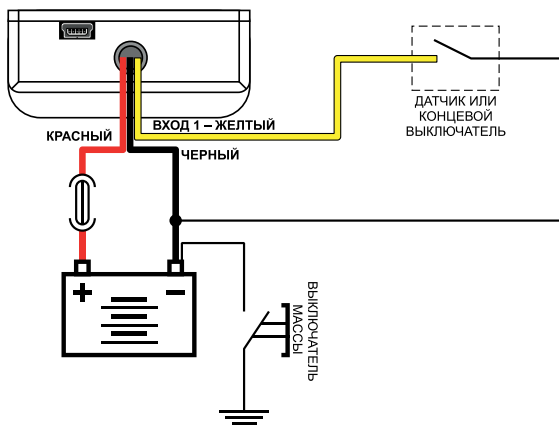 ДАТЧИК ИЛИ
КОНЦЕВОЙ
ВЫКЛЮЧАТЕЛЬ
ВХОД 1 – ЖЕЛТЫЙ
КРАСНЫЙ
ЧЕРНЫЙ
+ –
ВЫКЛЮЧАТЕЛЬ
МАССЫ